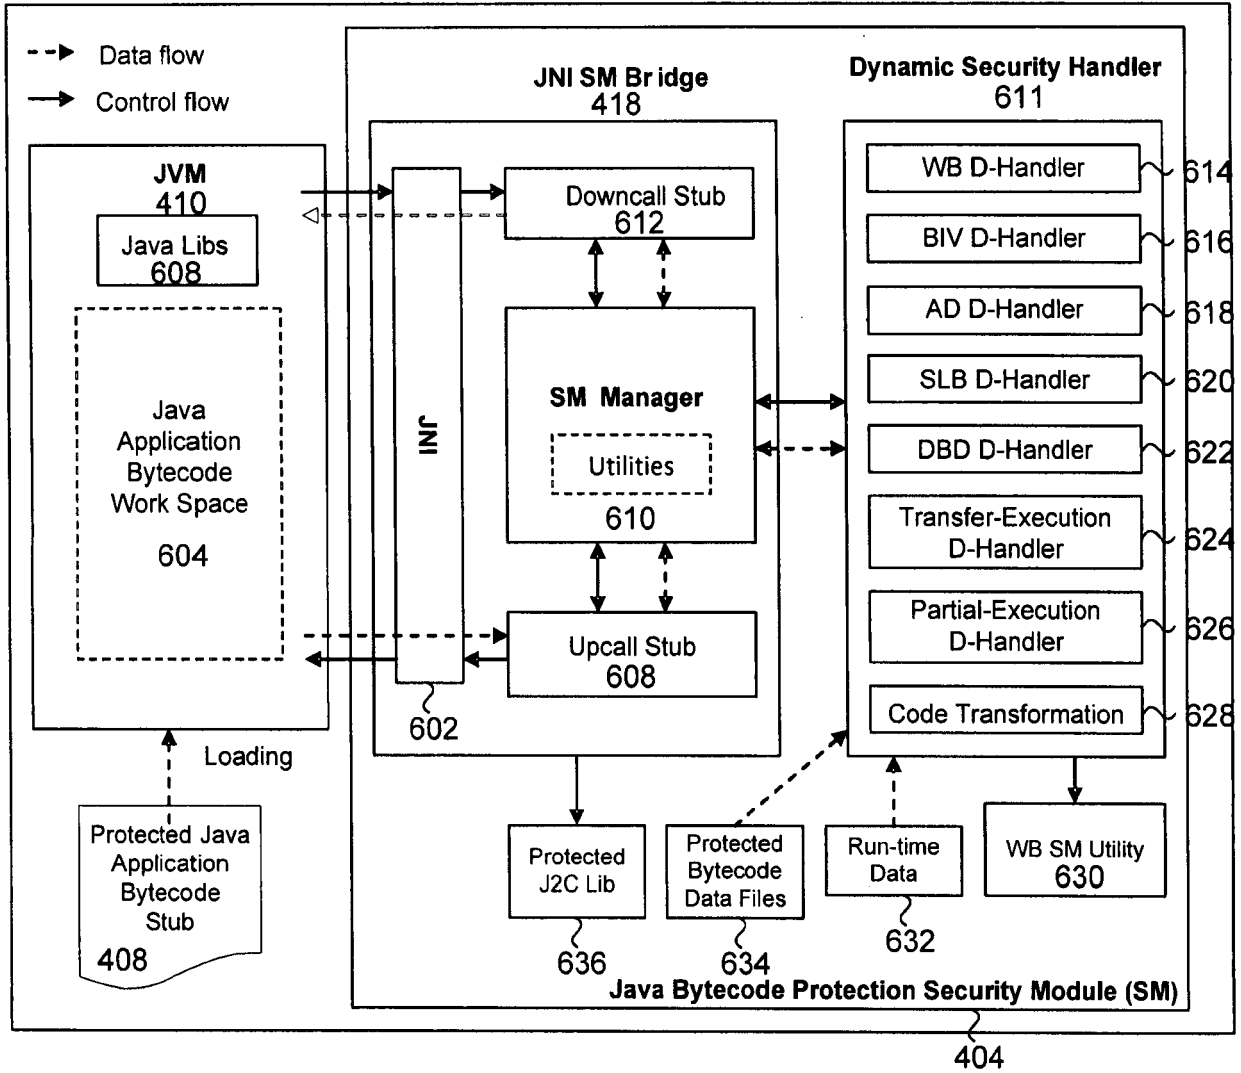 Data flow
Control flow
JNI SM Bridge
418
Dynamic Security Handler
611
JVM
410
Java Libs
608
Java
Application
Bytecode
Work Space
604
JNI
602
Downcall Stub
612
SM Manager
Utilities
610
Upcall Stub
608
WB D-Handler
614
BIV D-Handler
616
AD D-Handler
618
SLB D-Handler
620
DBD D-Handler
622
Transfer-Execution
D-Handler
624
Partial-Execution
D-Handler
626
Code Transformation
628
Loading
Protected Java
Application
Bytecode
Stub
408
Protected
J2C Lib
636
Protected
Bytecode
Data Files
634
Run-time
Data
632
WB SM Utility
630
Java Bytecode Protection Security Module (SM)
404